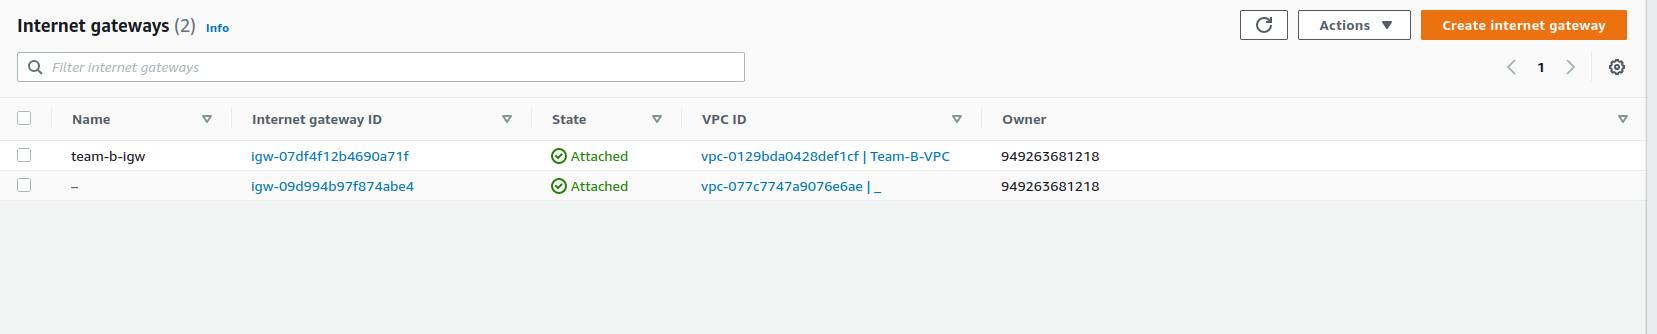 Internet gateways (2) Info
Actions
Create internet gateway
Filter internet gateways
1
Name Internet gateway ID State VPC ID Owner
team-b-igw igw-07df4f12b4690a71f Attached vpc-0129bda0428def1cf | Team-B-VPC 949263681218
– igw-09d994b97f874abe4 Attached vpc-077c7747a9076e6ae | _ 949263681218